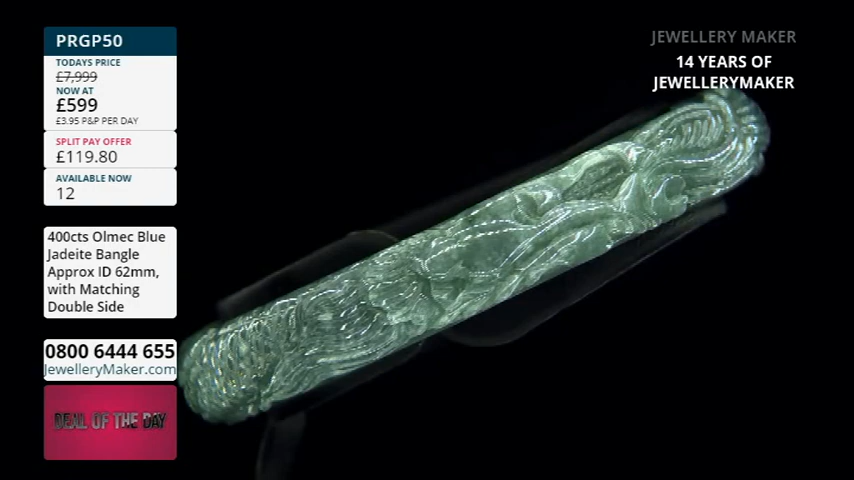 PRGP50
TODAYS PRICE
£7,999
NOW AT
£599
£3.95 P&P PER DAY
SPLIT PAY OFFER
£119.80
AVAILABLE NOW
12
400cts Olmec Blue
Jadeite Bangle
Approx ID 62mm,
with Matching
Double Side
0800 6444 655
JewelleryMaker.com
DEAL OF THE DAY
JEWELLERY MAKER
14 YEARS OF
JEWELLERYMAKER